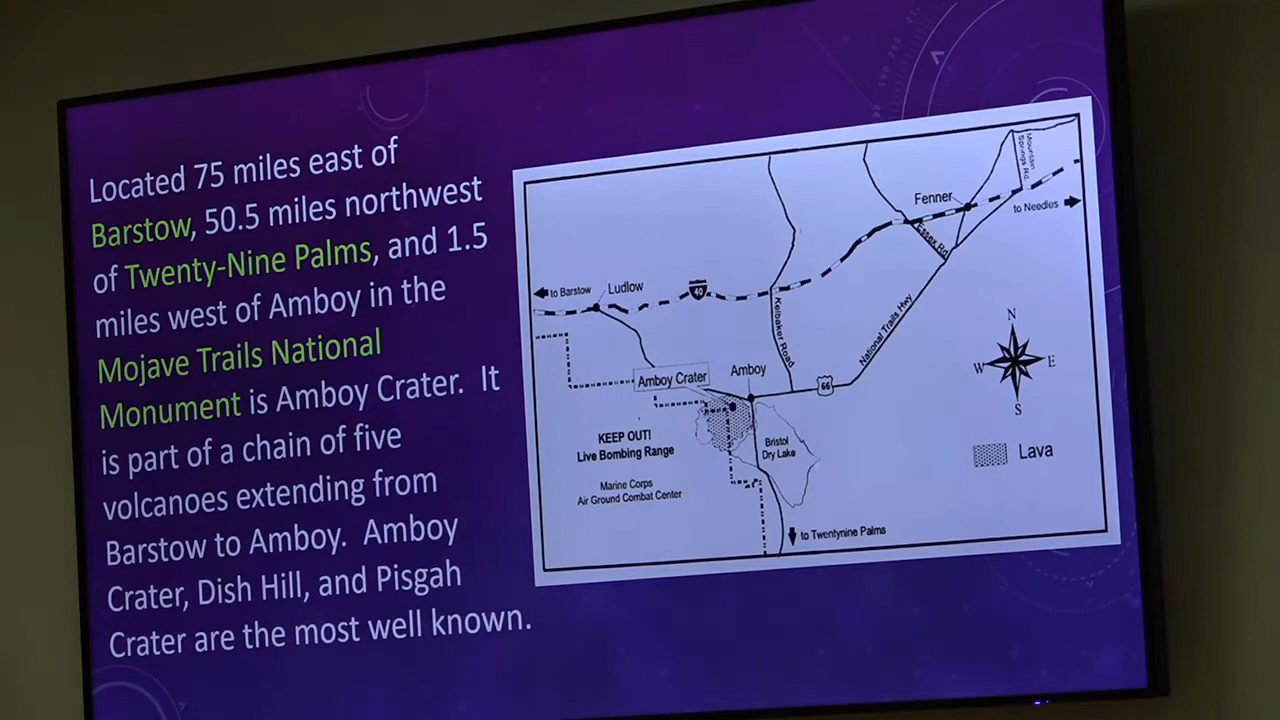 Located 75 miles east of
Barstow, 50.5 miles northwest
of Twenty-Nine Palms, and 1.5
miles west of Amboy in the
Mojave Trails National
Monument is Amboy Crater. It
is part of a chain of five
volcanoes extending from
Barstow to Amboy. Amboy
Crater, Dish Hill, and Pisgah
Crater are the most well known.
Mountain
Springs Rd.
Fenner
to Needles
Essex Rd.
to Barstow
Ludlow
40
Kelbaker Road
National Trails Hwy
N
W
E
S
Amboy Crater
Amboy
66
KEEP OUT!
Live Bombing Range
Bristol
Dry Lake
Lava
Marine Corps
Air Ground Combat Center
to Twentynine Palms